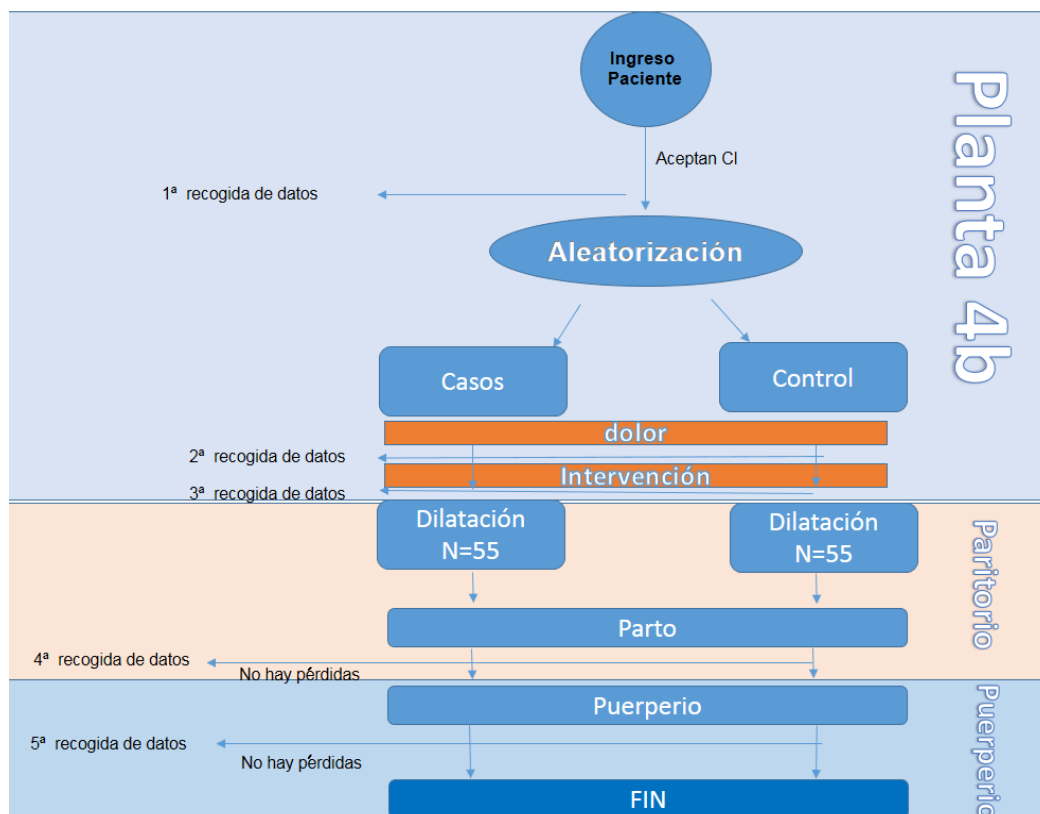 Ingreso
Paciente
Aceptan CI
1ª recogida de datos
Aleatorización
Planta 4b
Casos
Control
dolor
2ª recogida de datos
Intervención
3ª recogida de datos
Dilatación
N=55
Dilatación
N=55
Paritorio
Parto
4ª recogida de datos
No hay pérdidas
Puerperio
Puerperio
5ª recogida de datos
No hay pérdidas
FIN